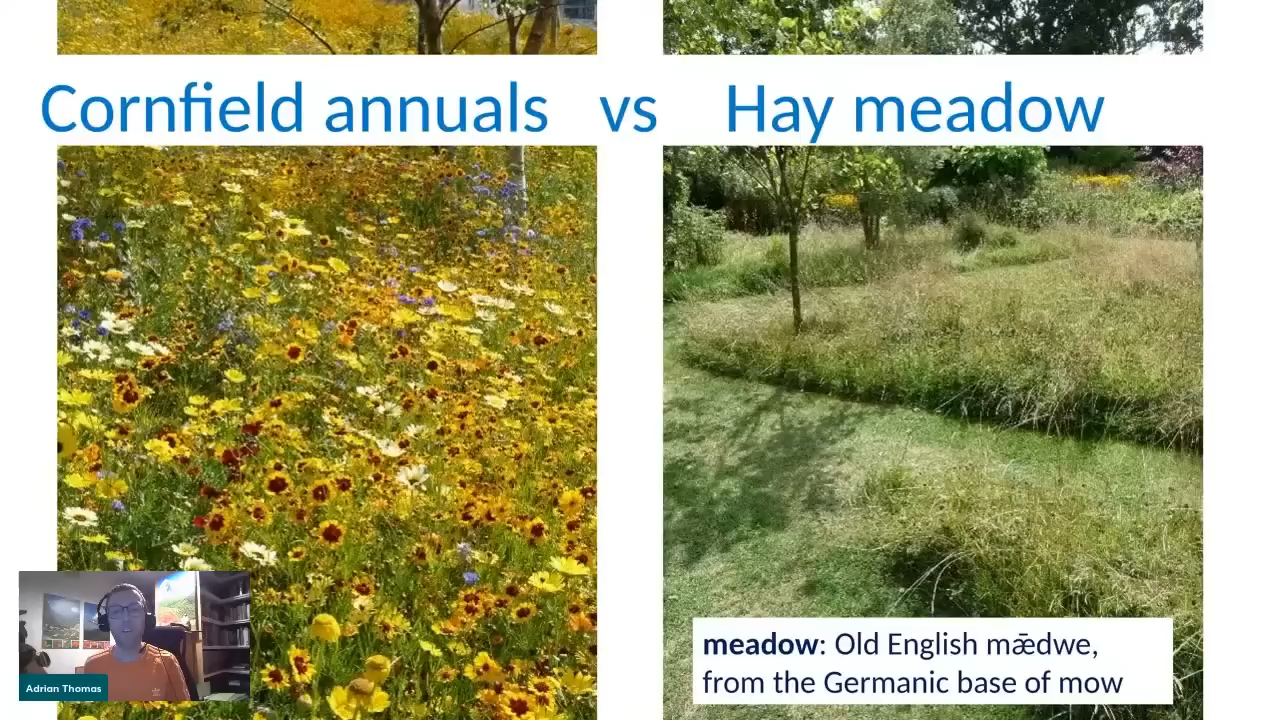 Cornfield annuals vs Hay meadow
meadow: Old English mǣdwe,
from the Germanic base of mow
Adrian Thomas